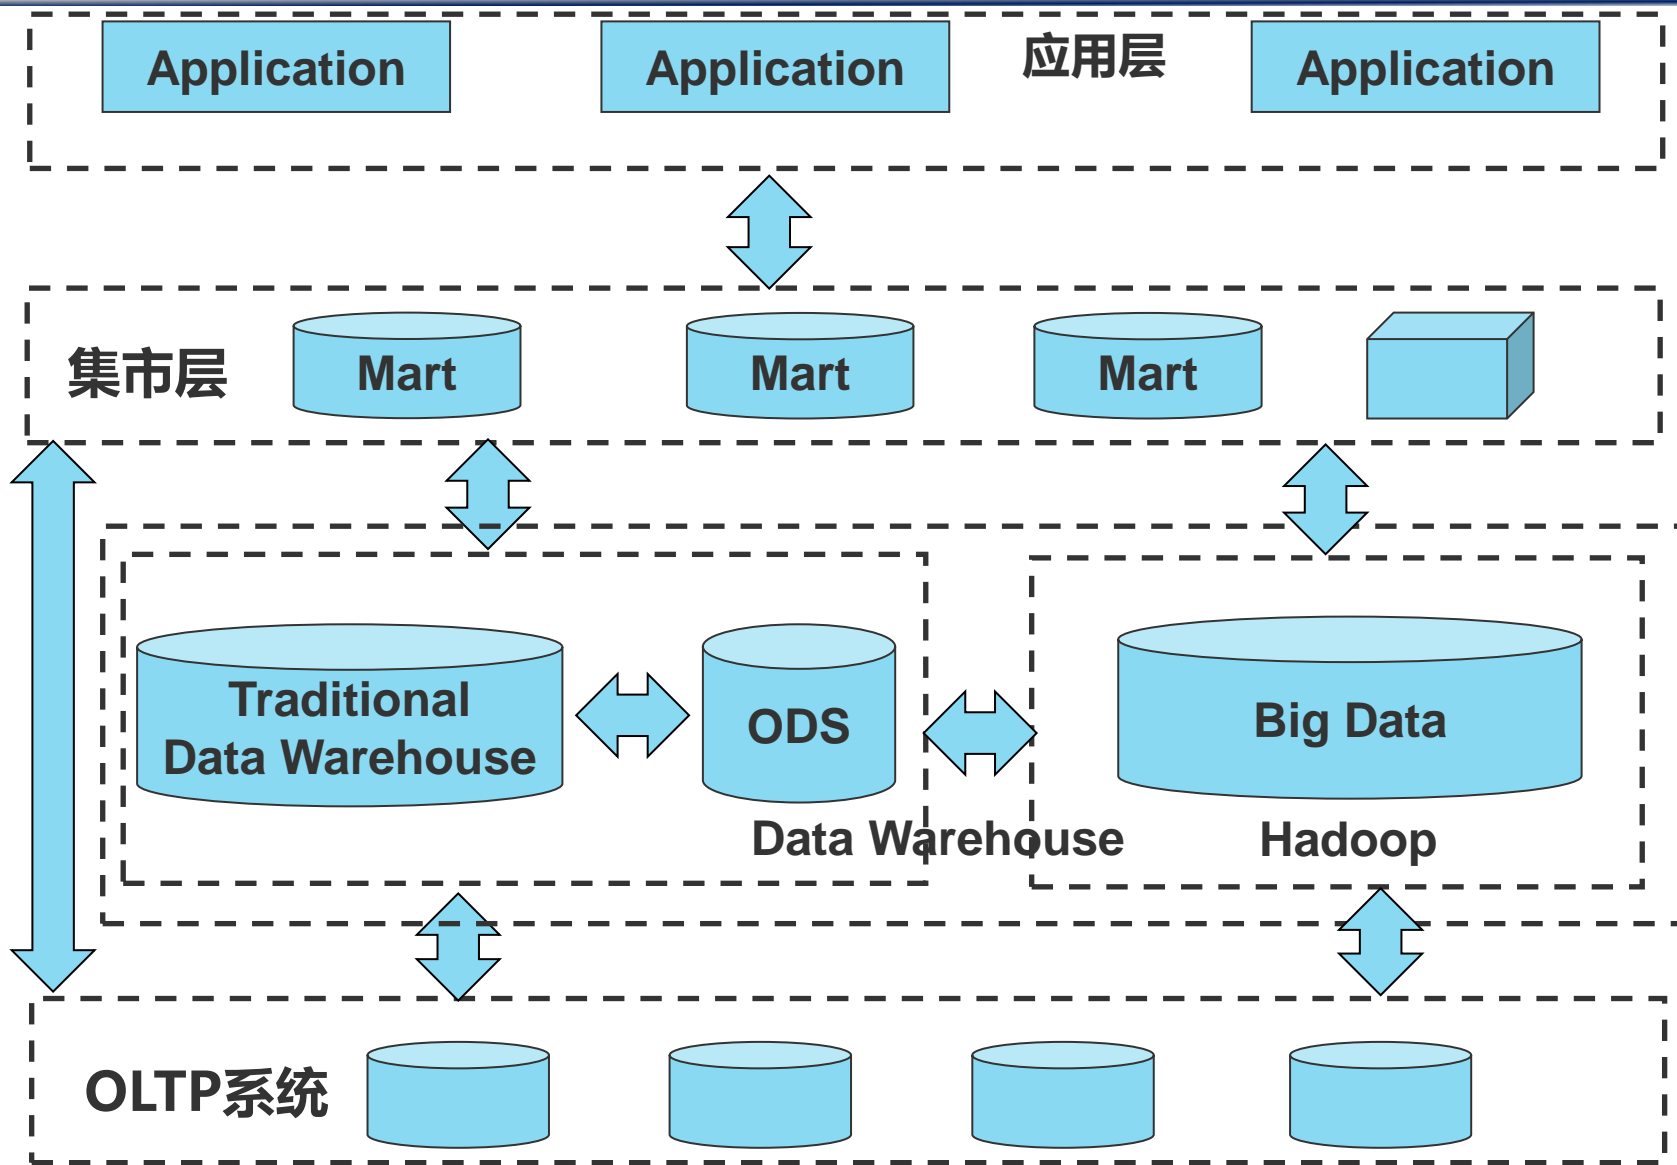 Application
Application
应用层
Application
集市层
Mart
Mart
Mart
Traditional
Data Warehouse
ODS
Big Data
Data Warehouse
Hadoop
OLTP系统